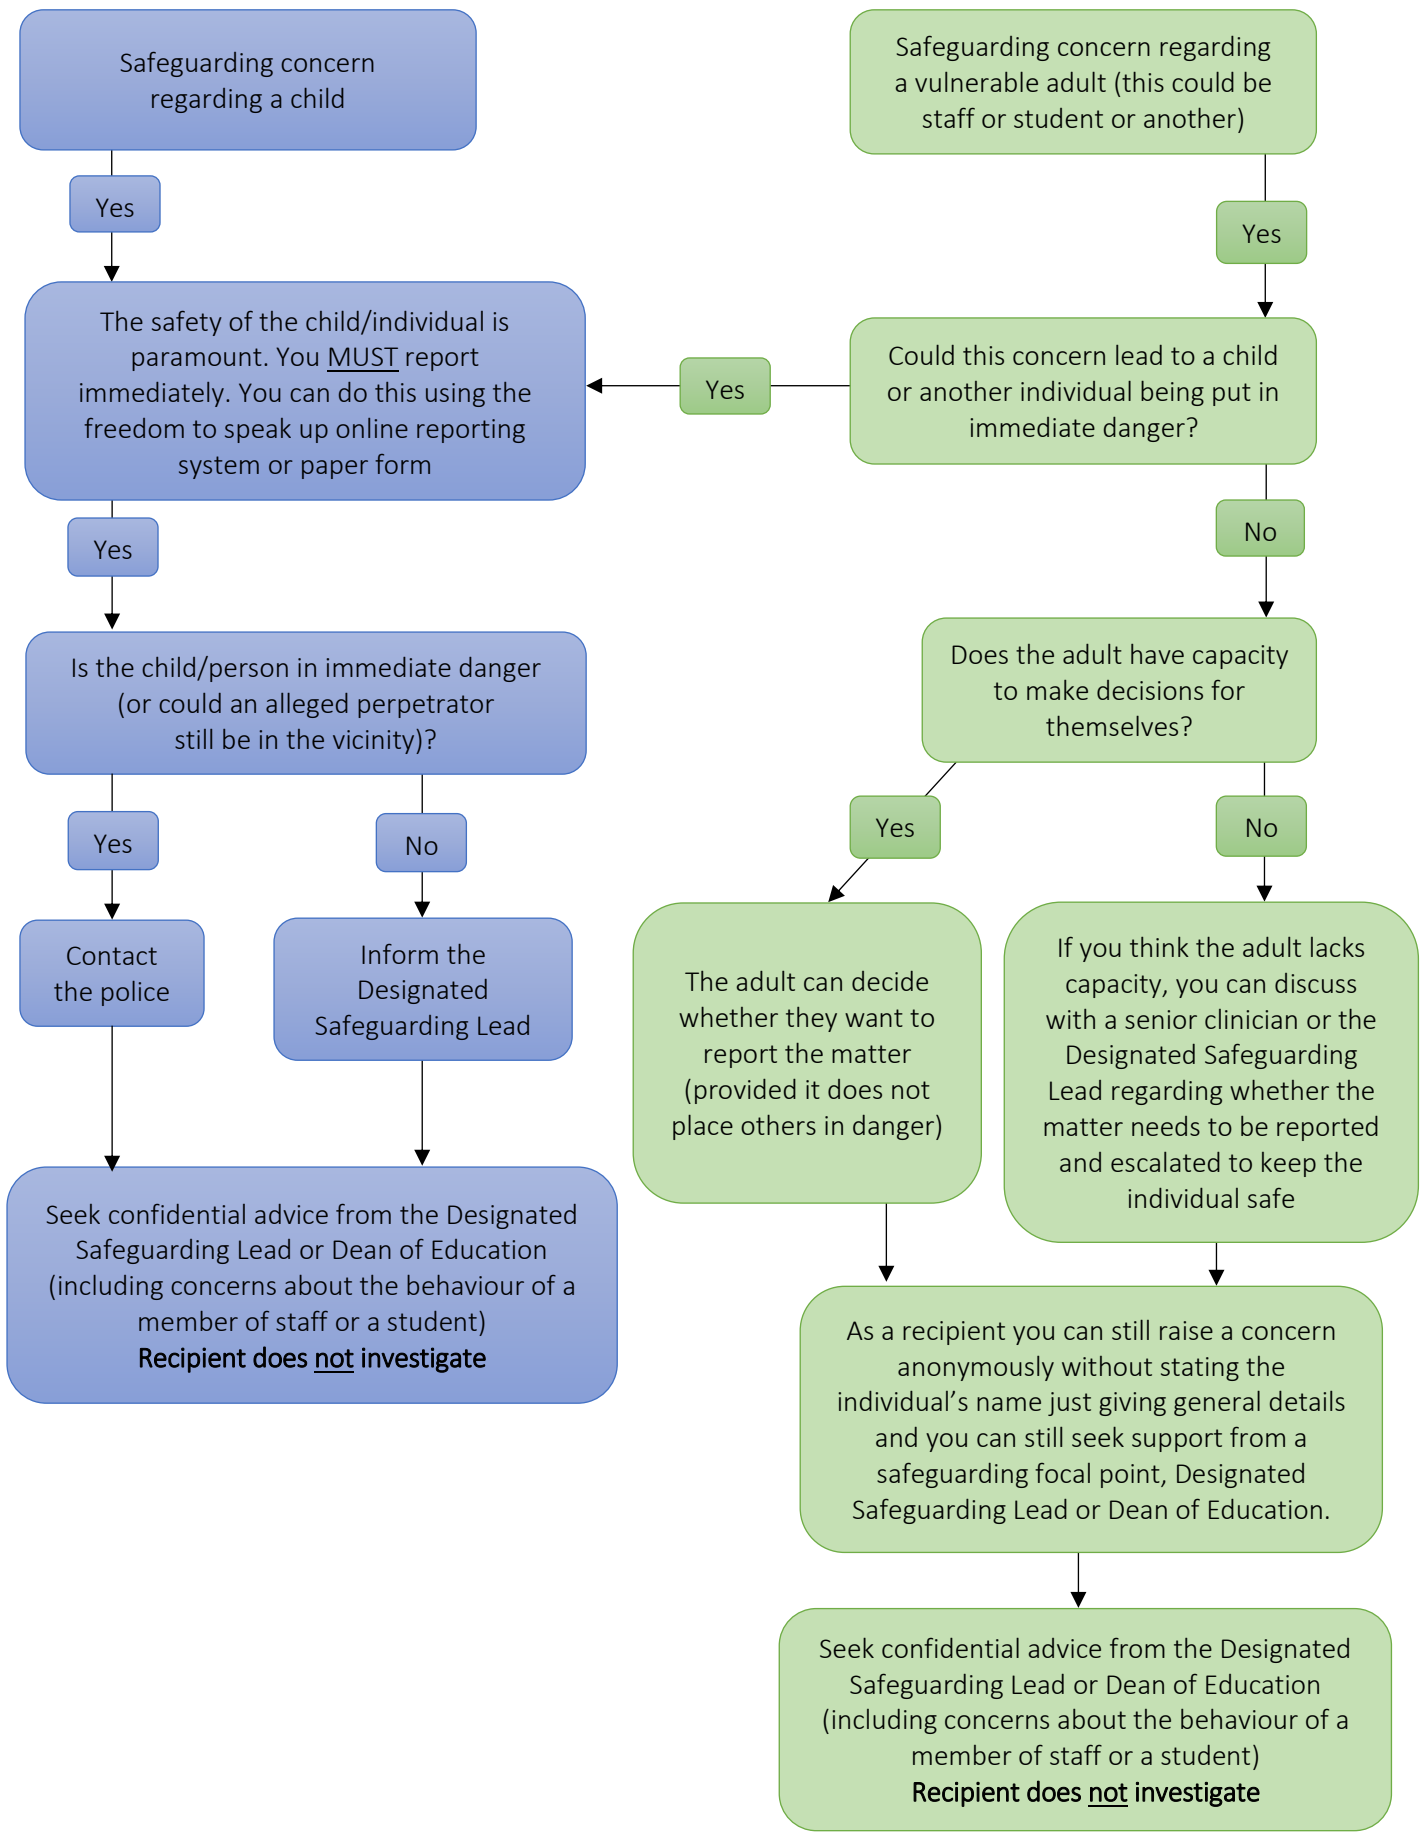 Safeguarding concern
regarding a child
Yes
The safety of the child/individual is
paramount. You MUST report
immediately. You can do this using the
freedom to speak up online reporting
system or paper form
Yes
Is the child/person in immediate danger
(or could an alleged perpetrator
still be in the vicinity)?
Yes
No
Contact
the police
Inform the
Designated
Safeguarding Lead
Seek confidential advice from the Designated
Safeguarding Lead or Dean of Education
(including concerns about the behaviour of a
member of staff or a student)
Recipient does not investigate
Safeguarding concern regarding
a vulnerable adult (this could be
staff or student or another)
Yes
Could this concern lead to a child
or another individual being put in
immediate danger?
Yes
No
Does the adult have capacity
to make decisions for
themselves?
Yes
No
The adult can decide
whether they want to
report the matter
(provided it does not
place others in danger)
If you think the adult lacks
capacity, you can discuss
with a senior clinician or the
Designated Safeguarding
Lead regarding whether the
matter needs to be reported
and escalated to keep the
individual safe
As a recipient you can still raise a concern
anonymously without stating the
individual’s name just giving general details
and you can still seek support from a
safeguarding focal point, Designated
Safeguarding Lead or Dean of Education.
Seek confidential advice from the Designated
Safeguarding Lead or Dean of Education
(including concerns about the behaviour of a
member of staff or a student)
Recipient does not investigate